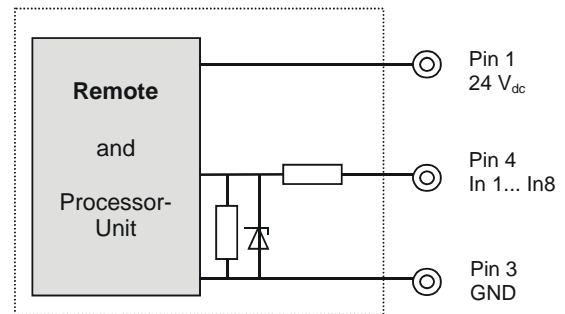 Remote
and
Processor-
Unit
Pin 1
24 Vdc
Pin 4
In 1... In8
Pin 3
GND